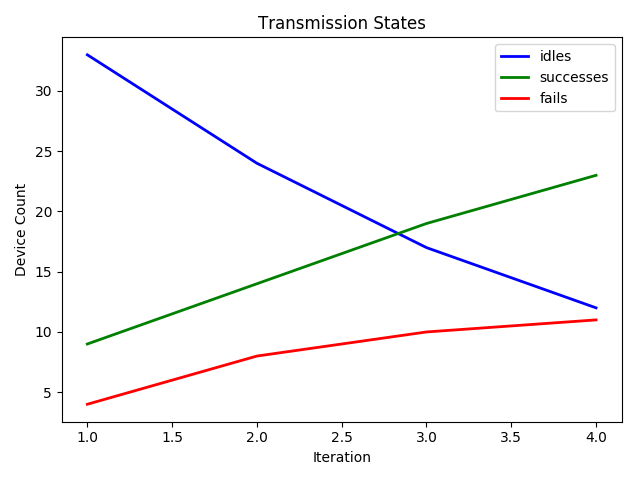 Transmission States
idles
successes
fails
Device Count
30
25
20
15
10
5
1.0 1.5 2.0 2.5 3.0 3.5 4.0
Iteration